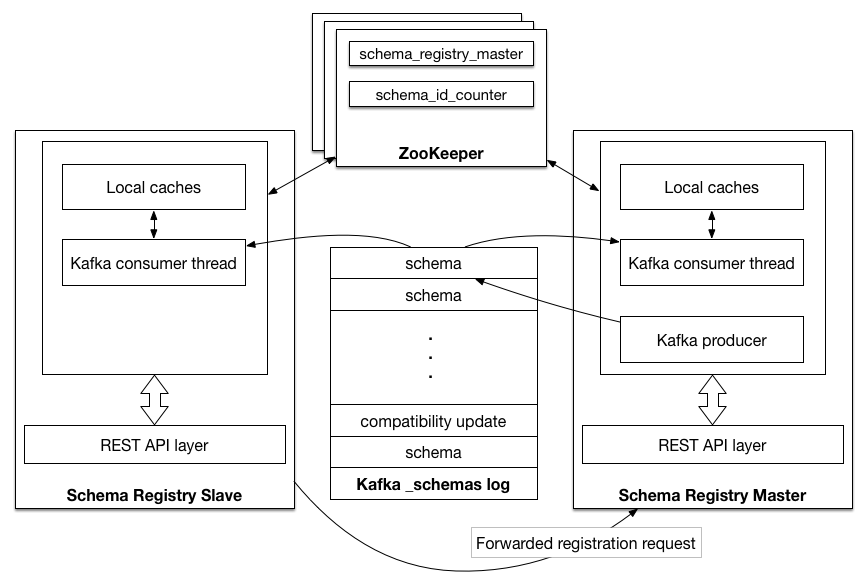 schema_registry_master
schema_id_counter
ZooKeeper
Local caches
Kafka consumer thread
REST API layer
Schema Registry Slave
schema
schema
.
.
.
compatibility update
schema
Kafka _schemas log
Local caches
Kafka consumer thread
Kafka producer
REST API layer
Schema Registry Master
Forwarded registration request